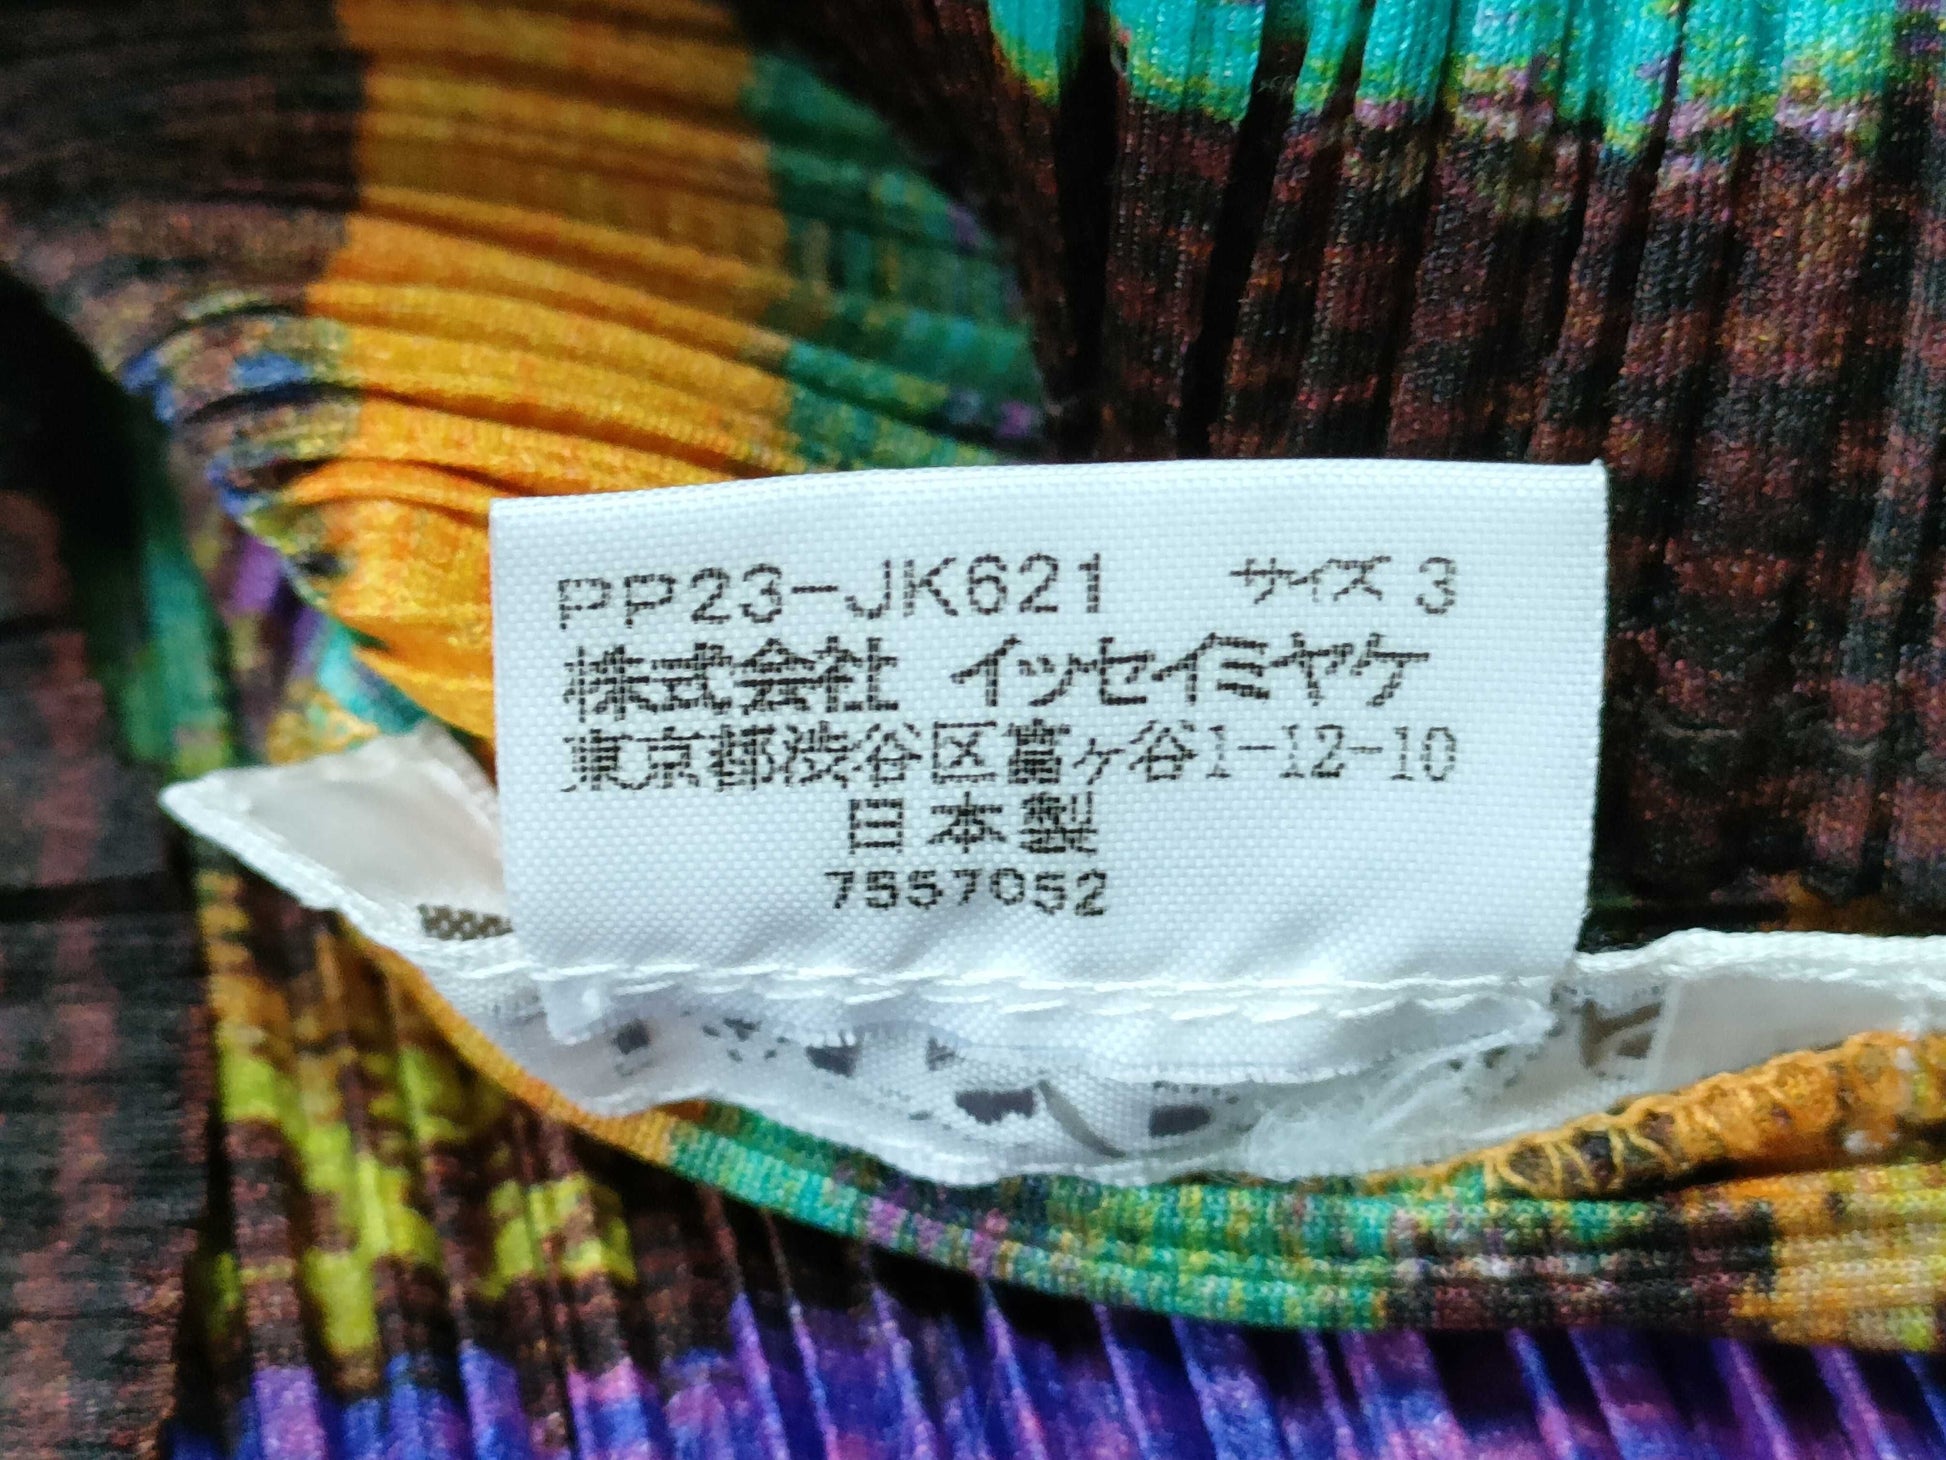 PP23-JK621 サイズ 3
株式会社 イッセイミヤケ
東京都渋谷区富ヶ谷1-12-10
日本製
7557052